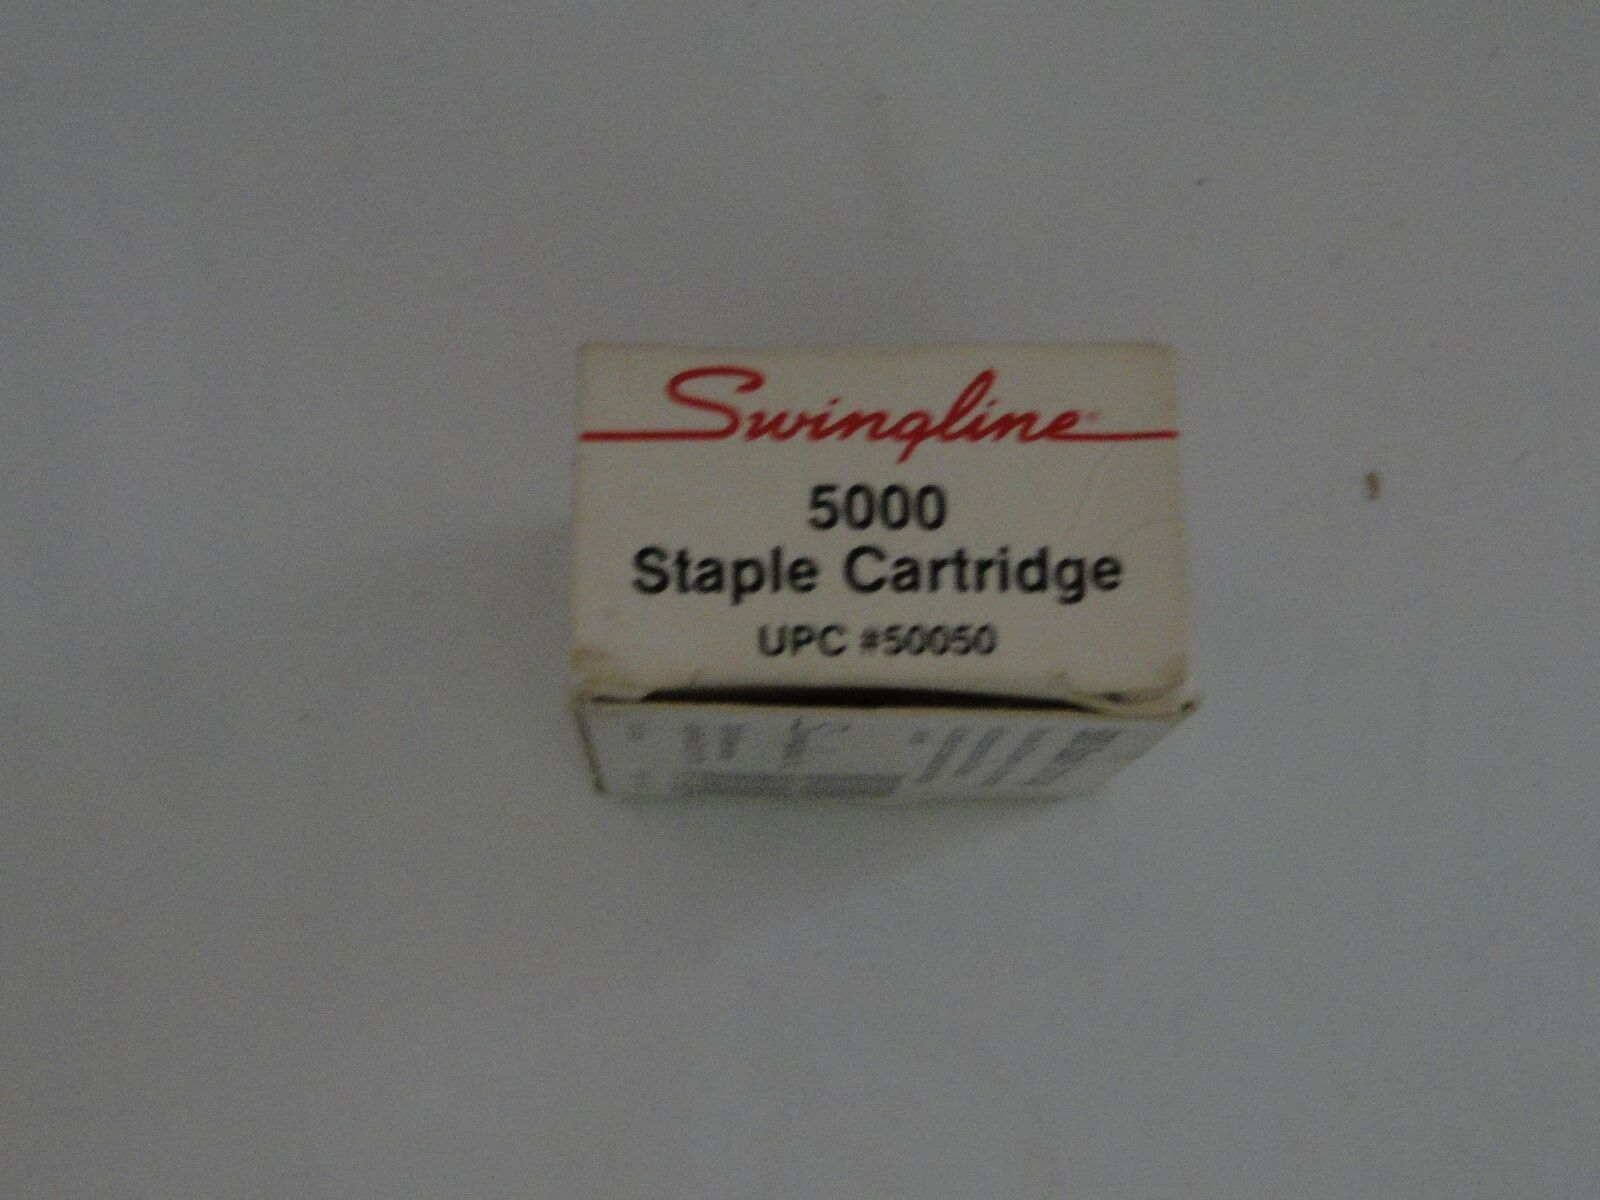 Swingline®
5000
Staple Cartridge
UPC #50050